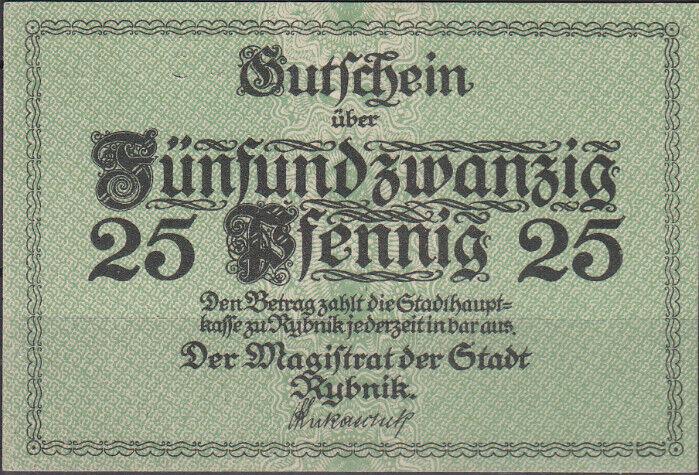 Gutschein
über
Fünfundzwanzig
25 Pfennig 25
Den Betrag zahlt die Stadthaupt=
kasse zu Rybnik jederzeit in bar aus.
Der Magistrat der Stadt
Rybnik.